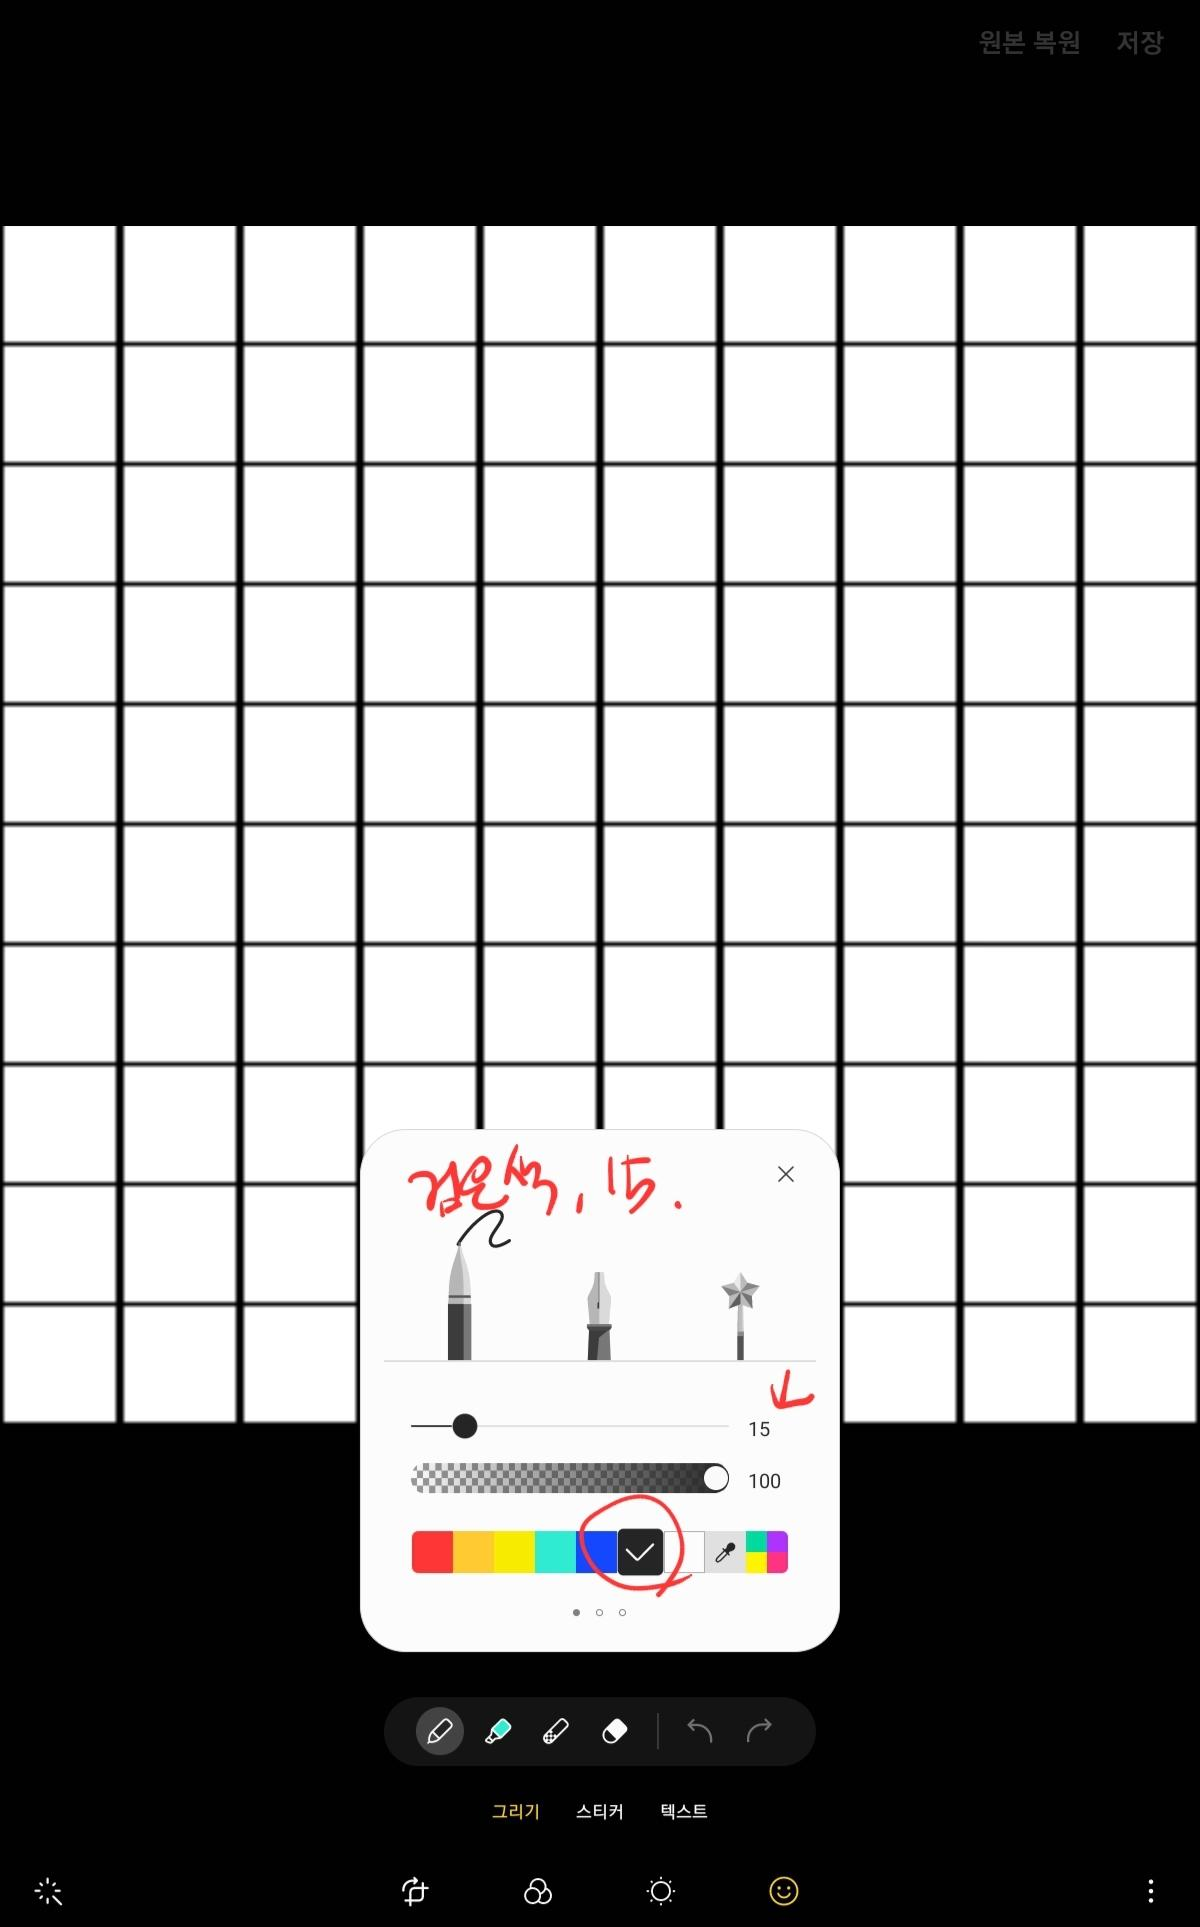 원본 복원 저장
검은색, 15.
15
100
그리기 스티커 텍스트